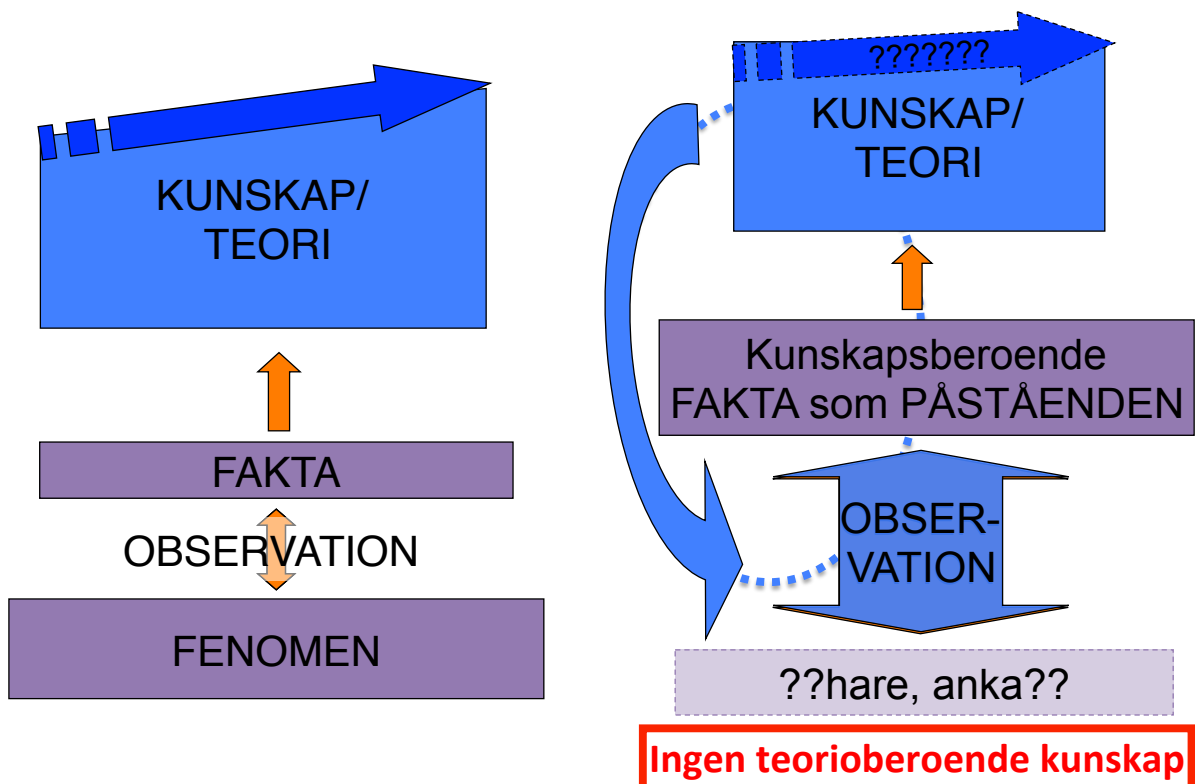 KUNSKAP/
TEORI
FAKTA
OBSERVATION
FENOMEN
???????
KUNSKAP/
TEORI
Kunskapsberoende
FAKTA som PÅSTÅENDEN
OBSER-
VATION
??hare, anka??
Ingen teorioberoende kunskap